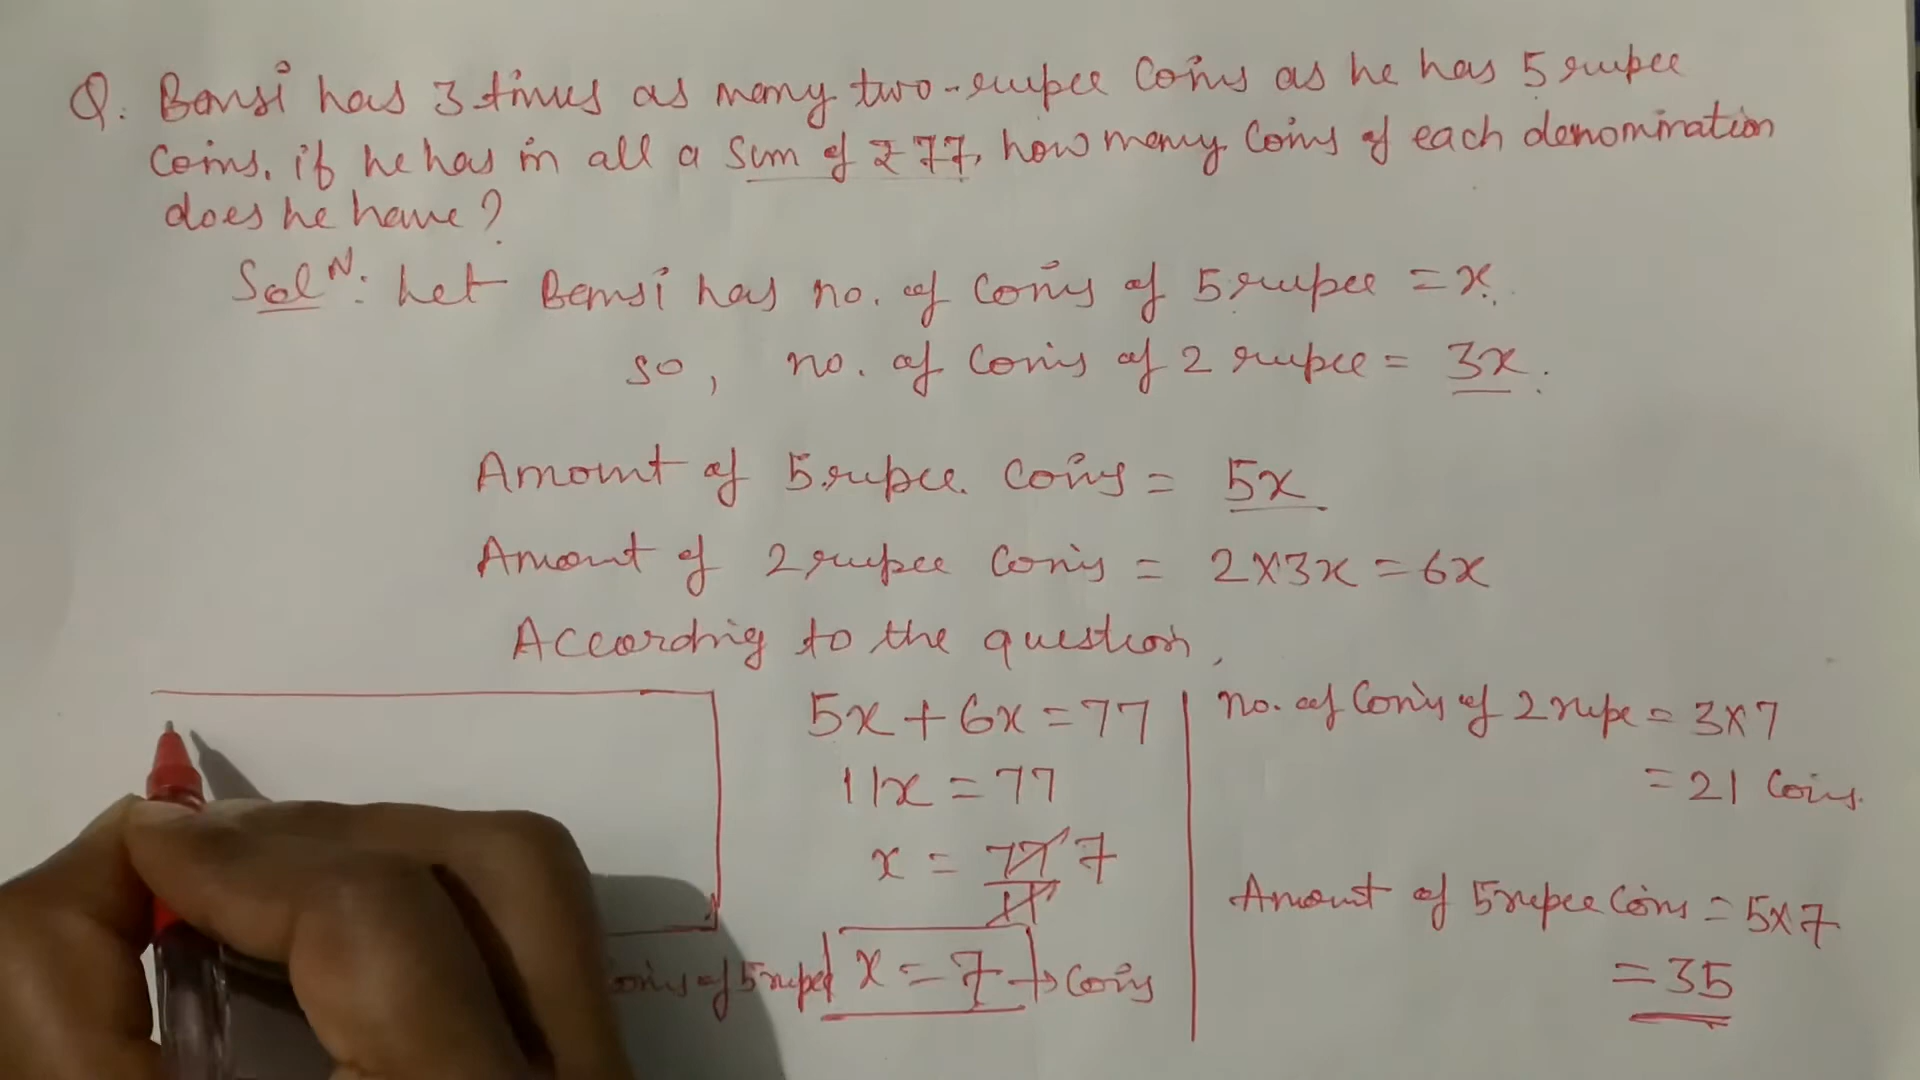 Q. Bansi has 3 times as many two-rupee Coins as he has 5 rupee
Coins. if he has in all a Sum of ₹ 77, how many Coins of each denomination
does he have?
Solᴺ: Let Bansi has no. of Coins of 5 rupee = x.
so, no. of Coins of 2 rupee = 3x.
Amount of 5 rupee Coins = 5x
Amount of 2 rupee Coins = 2×3x = 6x
According to the question,
5x + 6x = 77
11x = 77
x = 77/11 7
of 5 rupee x = 7 → Coins
no. of Coins of 2 rupe = 3×7
= 21 Coins.
Amount of 5 rupee Coins = 5×7
= 35